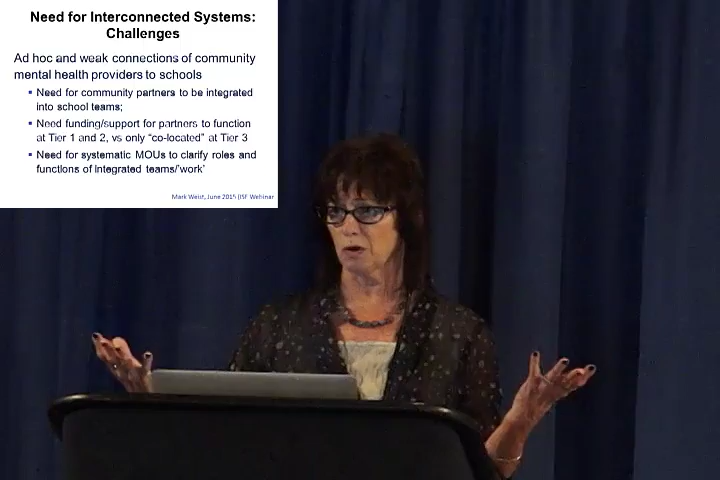 Need for Interconnected Systems:
Challenges
Ad hoc and weak connections of community
mental health providers to schools
▪ Need for community partners to be integrated
into school teams;
▪ Need funding/support for partners to function
at Tier 1 and 2, vs only “co-located” at Tier 3
▪ Need for systematic MOUs to clarify roles and
functions of integrated teams/'work'
Mark Weist, June 2015 ISF Webinar